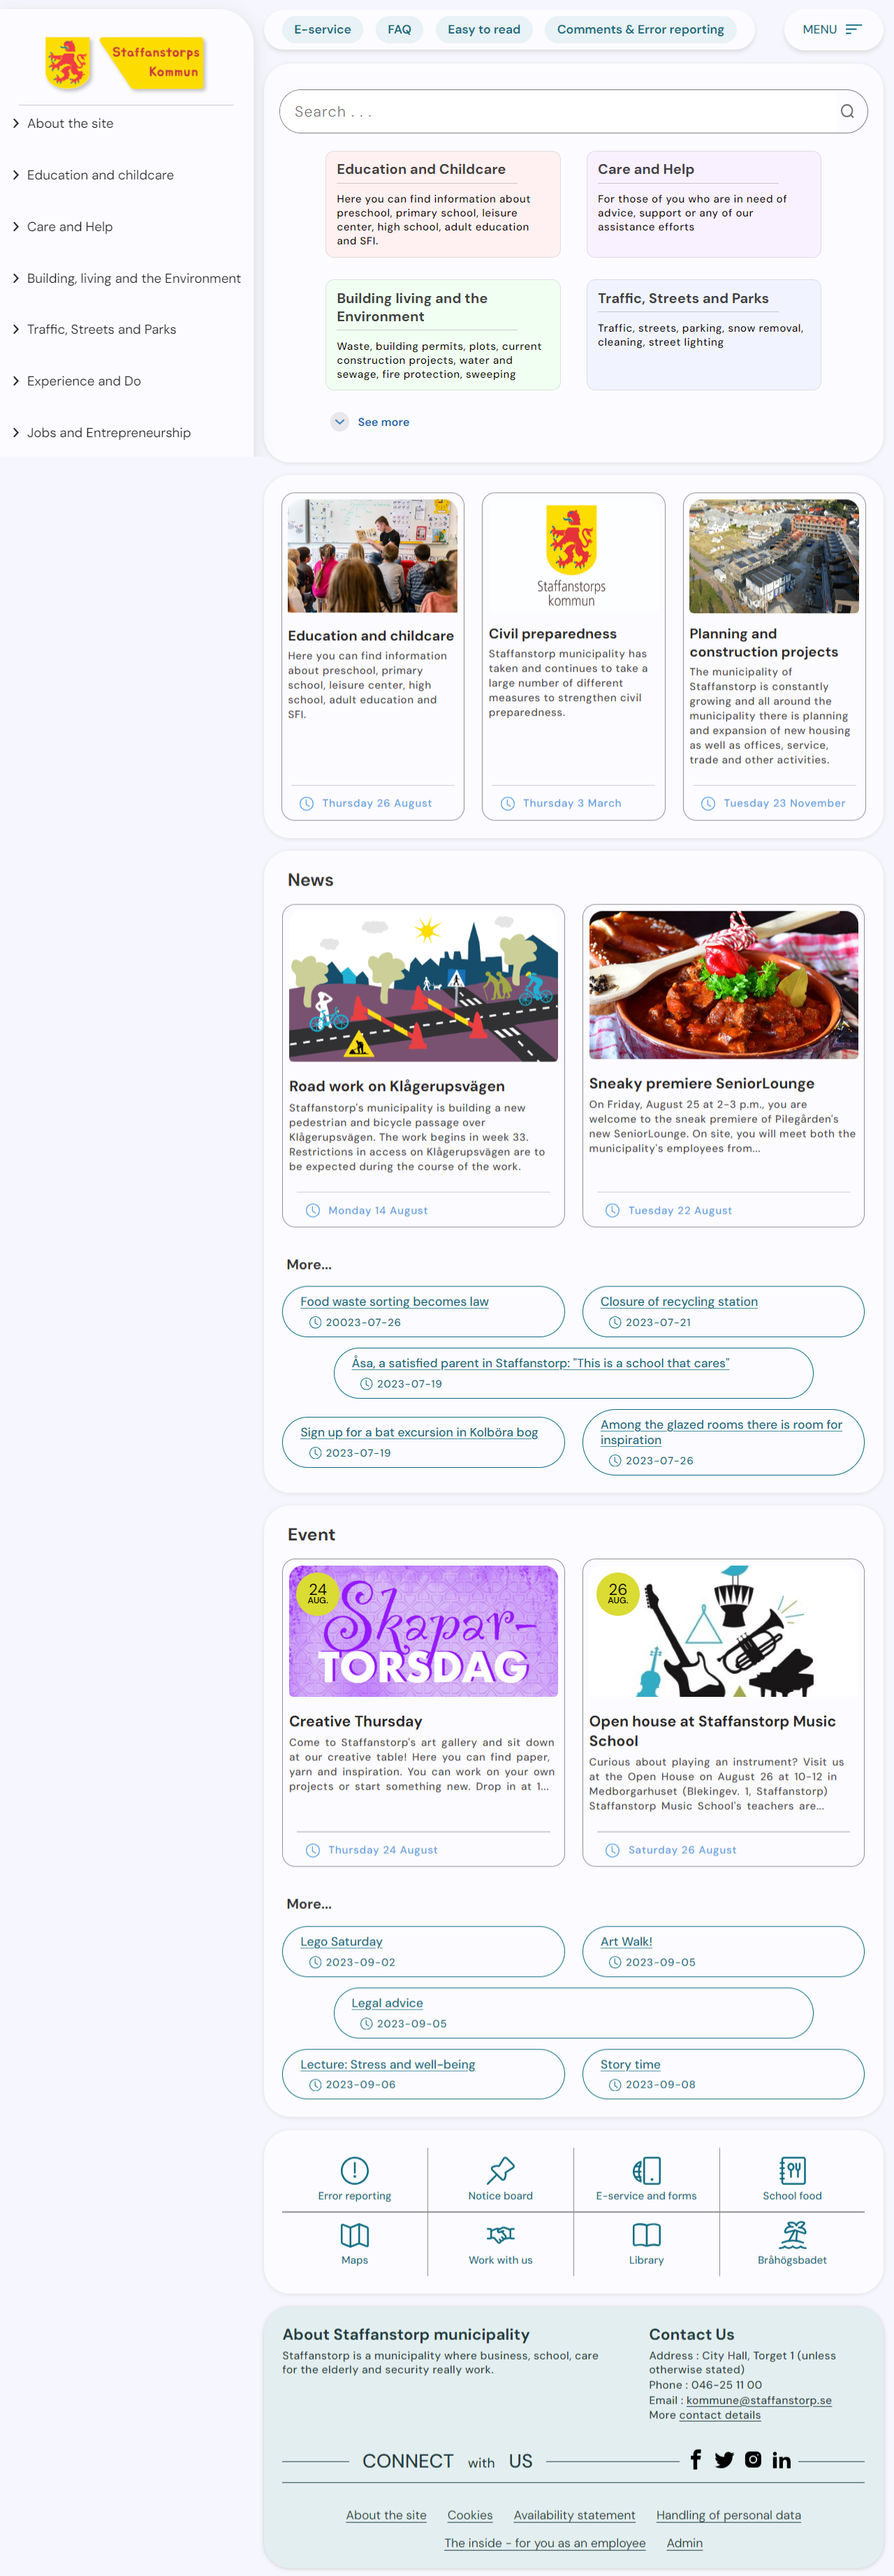 Staffanstorps
Kommun
About the site
Education and childcare
Care and Help
Building, living and the Environment
Traffic, Streets and Parks
Experience and Do
Jobs and Entrepreneurship
E-service
FAQ
Easy to read
Comments & Error reporting
MENU
Search . . .
Education and Childcare
Here you can find information about
preschool, primary school, leisure
center, high school, adult education
and SFI.
Care and Help
For those of you who are in need of
advice, support or any of our
assistance efforts
Building living and the
Environment
Waste, building permits, plots, current
construction projects, water and
sewage, fire protection, sweeping
Traffic, Streets and Parks
Traffic, streets, parking, snow removal,
cleaning, street lighting
See more
Education and childcare
Here you can find information
about preschool, primary
school, leisure center, high
school, adult education and
SFI.
Thursday 26 August
Staffanstorps
kommun
Civil preparedness
Staffanstorp municipality has
taken and continues to take a
large number of different
measures to strengthen civil
preparedness.
Thursday 3 March
Planning and
construction projects
The municipality of
Staffanstorp is constantly
growing and all around the
municipality there is planning
and expansion of new housing
as well as offices, service,
trade and other activities.
Tuesday 23 November
News
Road work on Klågerupsvägen
Staffanstorp's municipality is building a new
pedestrian and bicycle passage over
Klågerupsvägen. The work begins in week 33.
Restrictions in access on Klågerupsvägen are to
be expected during the course of the work.
Monday 14 August
Sneaky premiere SeniorLounge
On Friday, August 25 at 2-3 p.m., you are
welcome to the sneak premiere of Pilegården's
new SeniorLounge. On site, you will meet both the
municipality's employees from...
Tuesday 22 August
More...
Food waste sorting becomes law
20023-07-26
Closure of recycling station
2023-07-21
Åsa, a satisfied parent in Staffanstorp: "This is a school that cares"
2023-07-19
Sign up for a bat excursion in Kolböra bog
2023-07-19
Among the glazed rooms there is room for
inspiration
2023-07-26
Event
24
AUG.
Skapar-
TORSDAG
Creative Thursday
Come to Staffanstorp's art gallery and sit down
at our creative table! Here you can find paper,
yarn and inspiration. You can work on your own
projects or start something new. Drop in at 1...
Thursday 24 August
26
AUG.
Open house at Staffanstorp Music
School
Curious about playing an instrument? Visit us
at the Open House on August 26 at 10-12 in
Medborgarhuset (Blekingev. 1, Staffanstorp)
Staffanstorp Music School's teachers are...
Saturday 26 August
More...
Lego Saturday
2023-09-02
Art Walk!
2023-09-05
Legal advice
2023-09-05
Lecture: Stress and well-being
2023-09-06
Story time
2023-09-08
Error reporting
Notice board
E-service and forms
School food
Maps
Work with us
Library
Bråhögsbadet
About Staffanstorp municipality
Staffanstorp is a municipality where business, school, care
for the elderly and security really work.
Contact Us
Address : City Hall, Torget 1 (unless
otherwise stated)
Phone : 046-25 11 00
Email : kommune@staffanstorp.se
More contact details
CONNECT with US
About the site
Cookies
Availability statement
Handling of personal data
The inside - for you as an employee
Admin